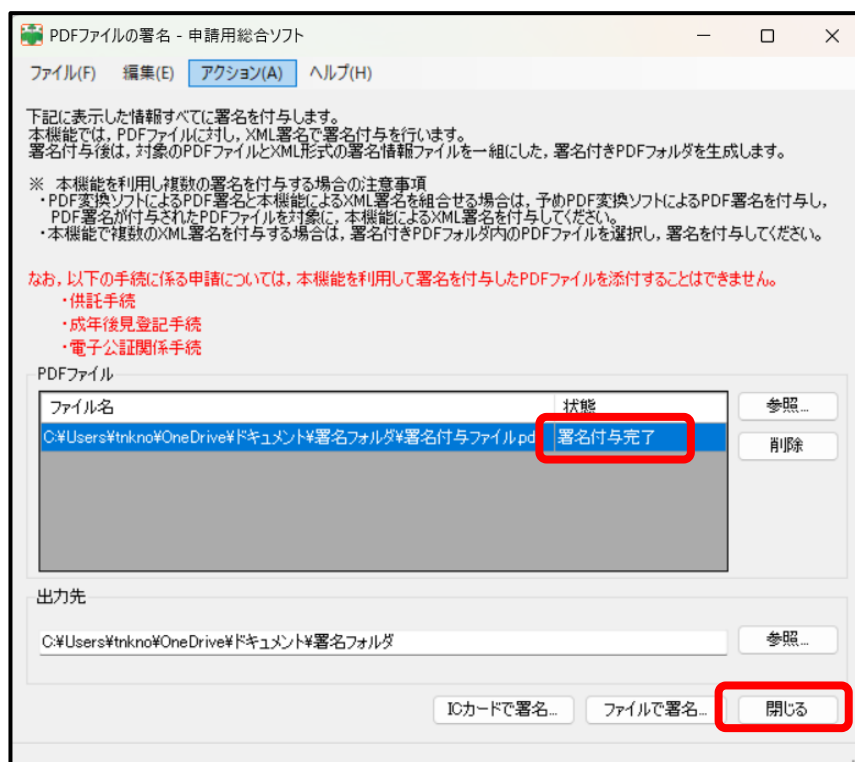 PDFファイルの署名 - 申請用総合ソフト
ファイル(F) 編集(E) アクション(A) ヘルプ(H)
下記に表示した情報すべてに署名を付与します。
本機能では，PDFファイルに対し，XML署名で署名付与を行います。
署名付与後は，対象のPDFファイルとXML形式の署名情報ファイルを一組にした，署名付きPDFフォルダを生成します。
※ 本機能を利用し複数の署名を付与する場合の注意事項
・PDF変換ソフトによるPDF署名と本機能によるXML署名を組合せる場合は，予めPDF変換ソフトによるPDF署名を付与し，
PDF署名が付与されたPDFファイルを対象に，本機能によるXML署名を付与してください。
・本機能で複数のXML署名を付与する場合は，署名付きPDFフォルダ内のPDFファイルを選択し，署名を付与してください。
なお，以下の手続に係る申請については，本機能を利用して署名を付与したPDFファイルを添付することはできません。
・供託手続
・成年後見登記手続
・電子公証関係手続
PDFファイル
ファイル名 状態 参照...
C:¥Users¥tnkno¥OneDrive¥ドキュメント¥署名フォルダ¥署名付与ファイル.pd 署名付与完了 削除
出力先
C:¥Users¥tnkno¥OneDrive¥ドキュメント¥署名フォルダ 参照...
ICカードで署名... ファイルで署名... 閉じる